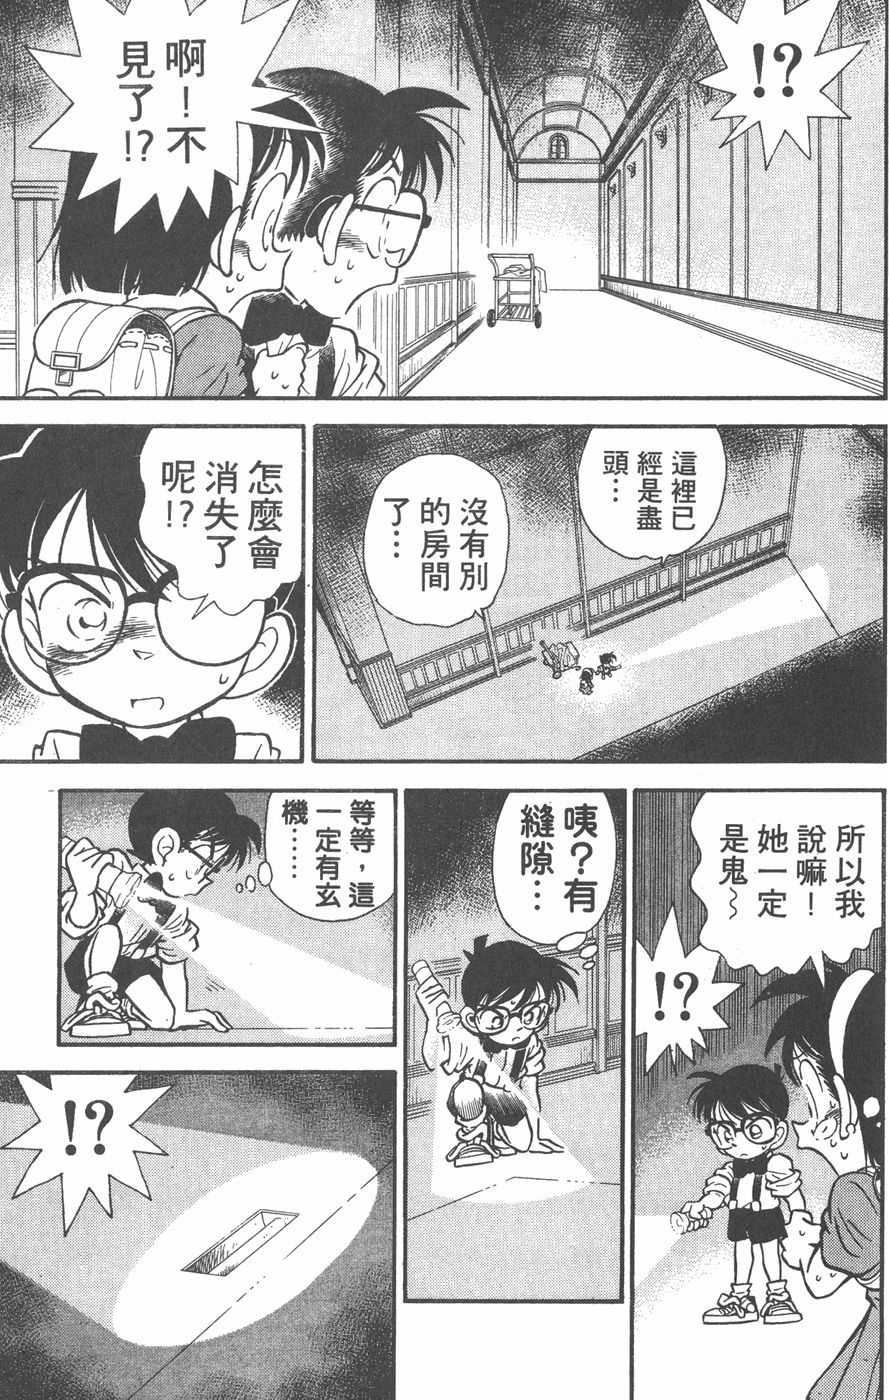 !?
啊！不
見了!?
這裡已
經是盡
頭…
沒有別
的房間
了…
怎麼會
消失了
呢!?
所以我
說嘛！
她一定
是鬼～
!?
咦？有
縫隙…
等等，這
一定有玄
機……
!?